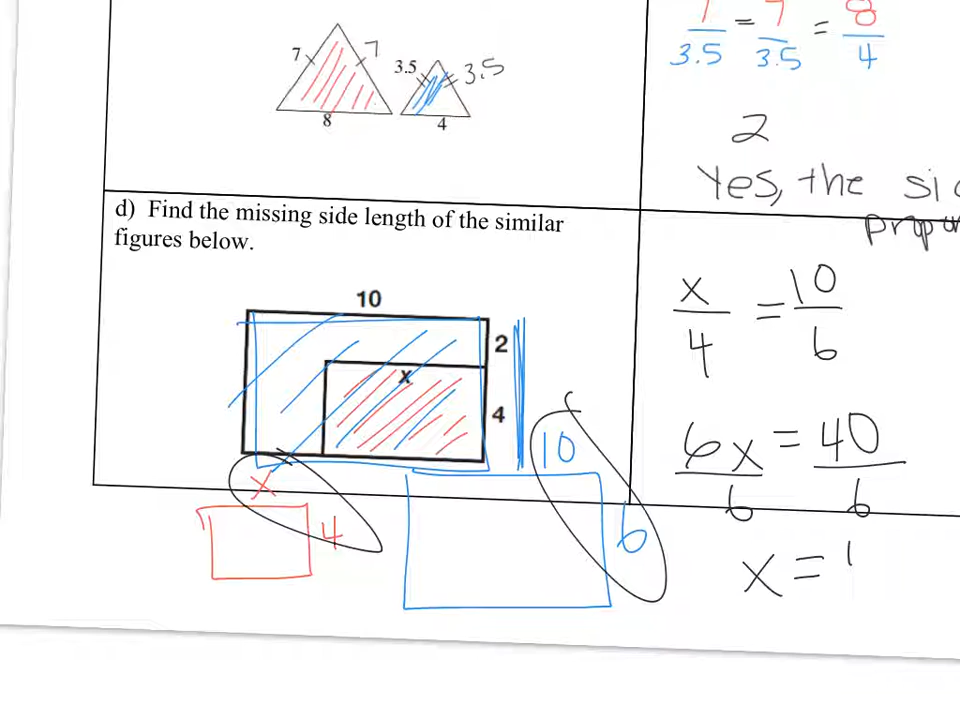 7 = 7 = 8
3.5 3.5 4
7 7 3.5 3.5
8 4
2
Yes, the
d) Find the missing side length of the similar
figures below.
10
2
x
4
x/4 = 10/6
10
6x = 40
6 6
x
4
6
x =